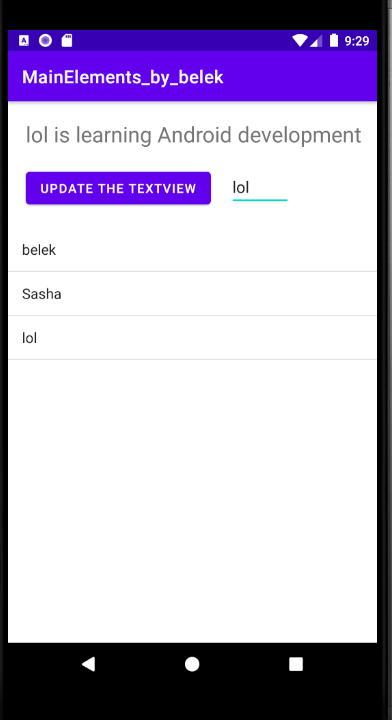 9:29
MainElements_by_belek
lol is learning Android development
UPDATE THE TEXTVIEW lol
belek
Sasha
lol